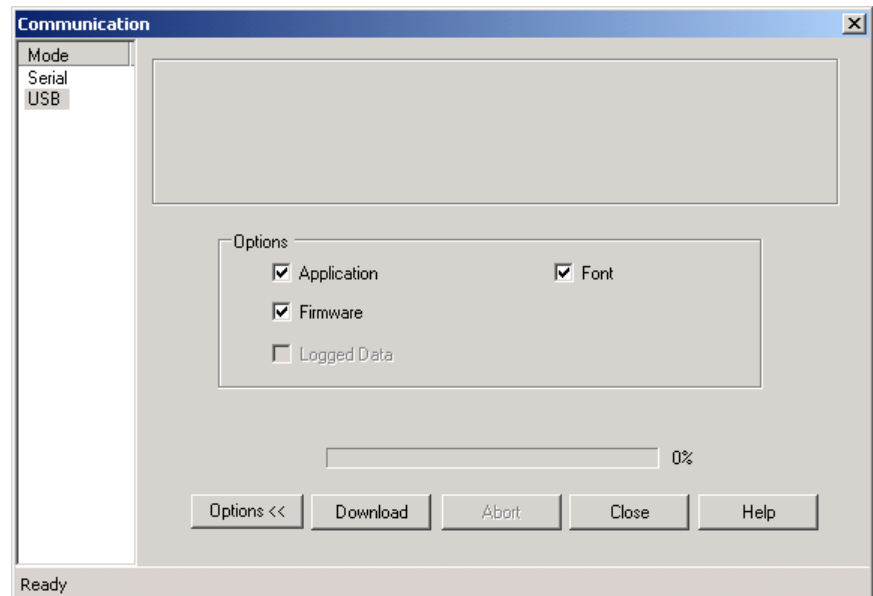 Communication
Mode
Serial
USB
Options
Application
Font
Firmware
Logged Data
0%
Options <<
Download
Abort
Close
Help
Ready